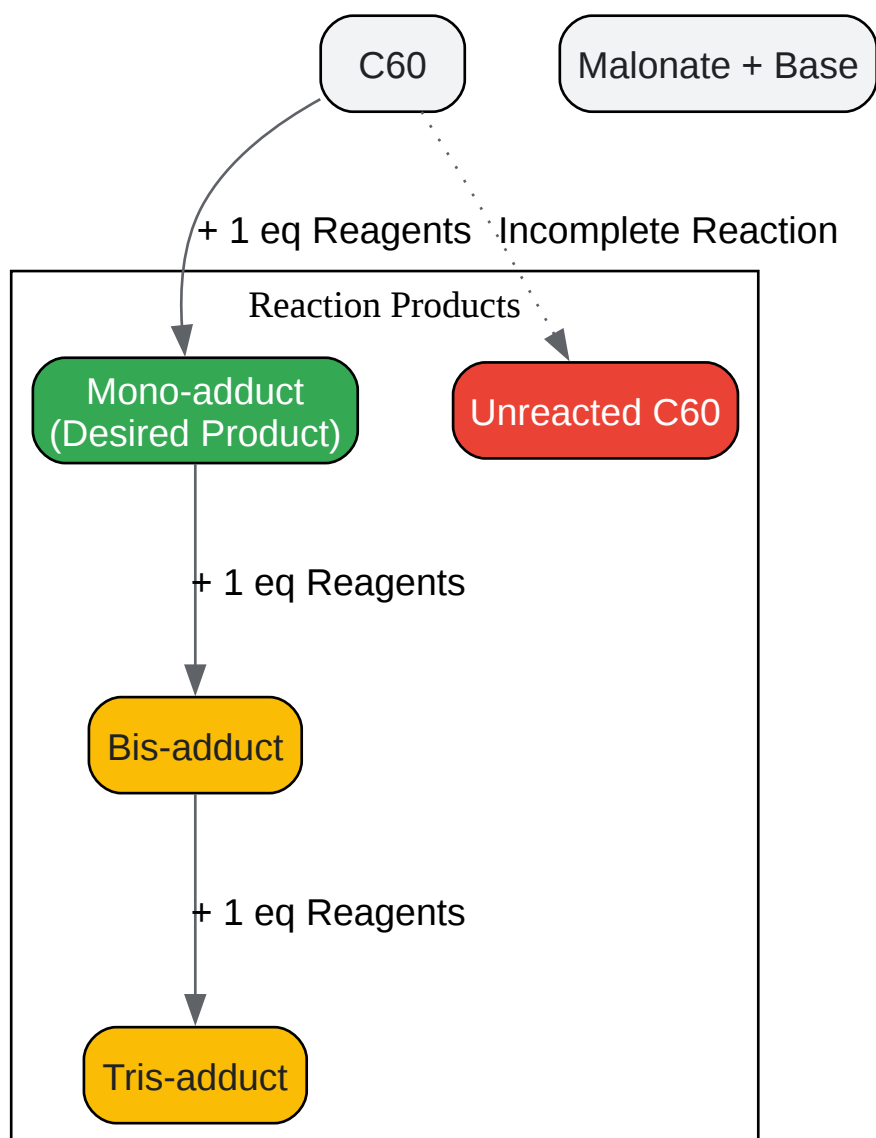 C60
Malonate + Base
+ 1 eq Reagents
Incomplete Reaction
Reaction Products
Mono-adduct
(Desired Product)
Unreacted C60
+ 1 eq Reagents
Bis-adduct
+ 1 eq Reagents
Tris-adduct